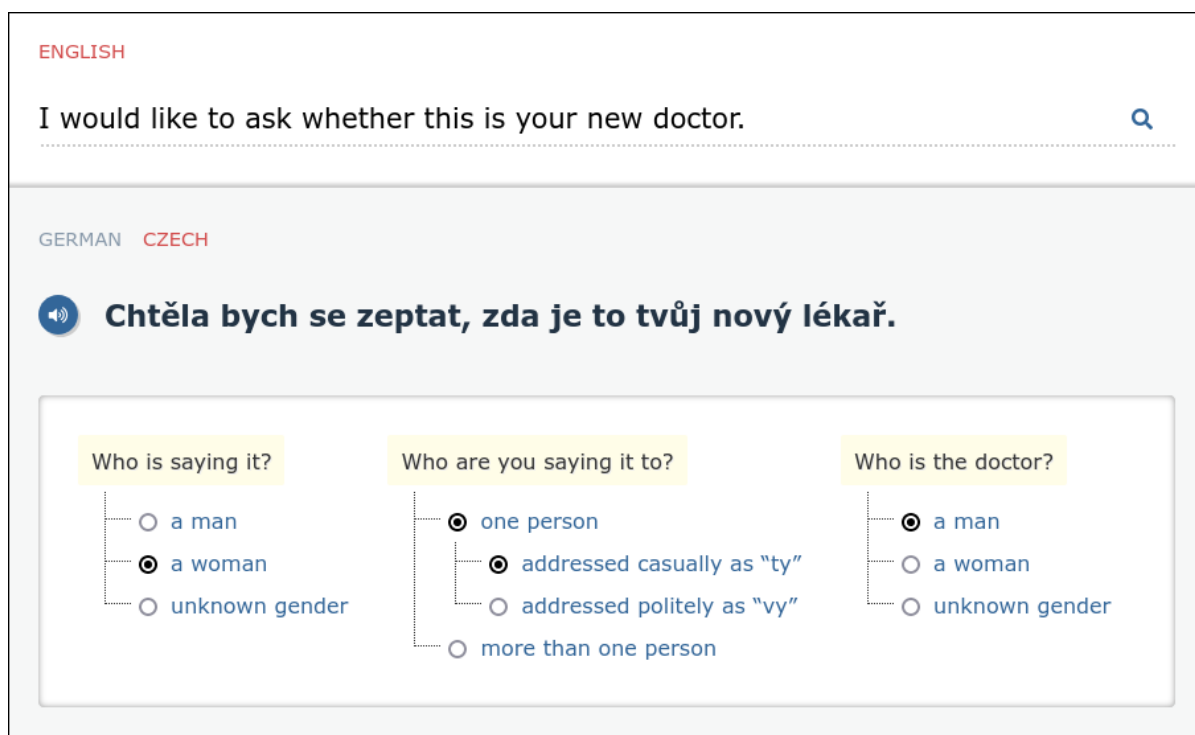 ENGLISH
I would like to ask whether this is your new doctor.
GERMAN CZECH
Chtěla bych se zeptat, zda je to tvůj nový lékař.
Who is saying it?
a man
a woman
unknown gender
Who are you saying it to?
one person
addressed casually as “ty”
addressed politely as “vy”
more than one person
Who is the doctor?
a man
a woman
unknown gender